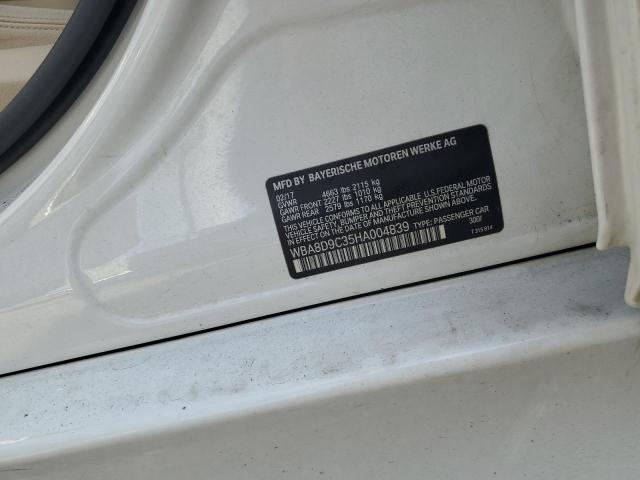 MFD BY BAYERISCHE MOTOREN WERKE AG
02/17
GVWR 4663 lbs 2115 kg
GAWR FRONT 2227 lbs 1010 kg
GAWR REAR 2579 lbs 1170 kg
THIS VEHICLE CONFORMS TO ALL APPLICABLE U.S. FEDERAL MOTOR
VEHICLE SAFETY, BUMPER AND THEFT PREVENTION STANDARDS
IN EFFECT ON THE DATE OF MANUFACTURE SHOWN ABOVE.
WBA8D9C35HA004839 TYPE: PASSENGER CAR
300/